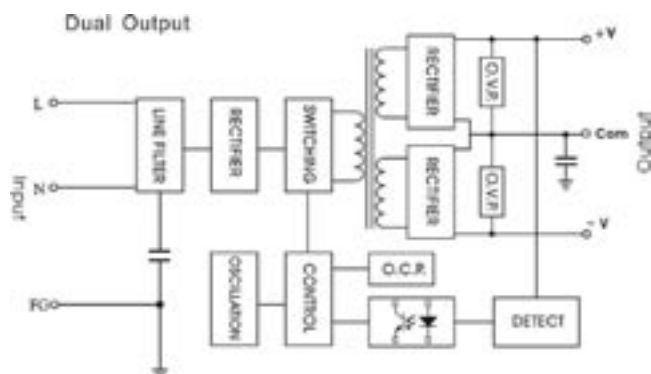 Dual Output
L
N
FG
Input
LINE FILTER
RECTIFIER
SWITCHING
RECTIFIER
RECTIFIER
O.V.P.
O.V.P.
+V
Com
-V
Output
OSCILLATION
CONTROL
O.C.P.
DETECT